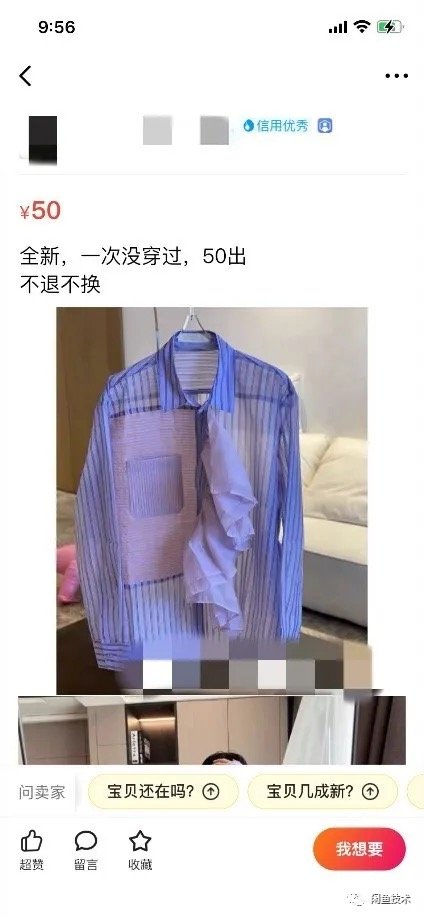 9:56
信用优秀
¥50
全新，一次没穿过，50出
不退不换
问卖家
宝贝还在吗？
宝贝几成新？
超赞
留言
收藏
我想要
闲鱼技术